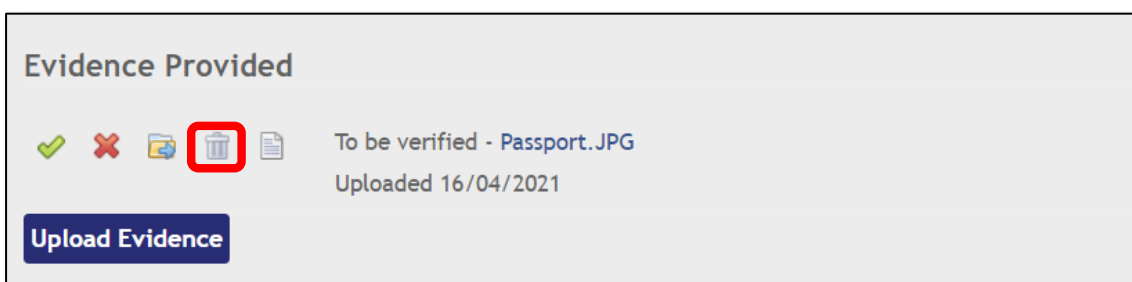 Evidence Provided
To be verified - Passport.JPG
Uploaded 16/04/2021
Upload Evidence